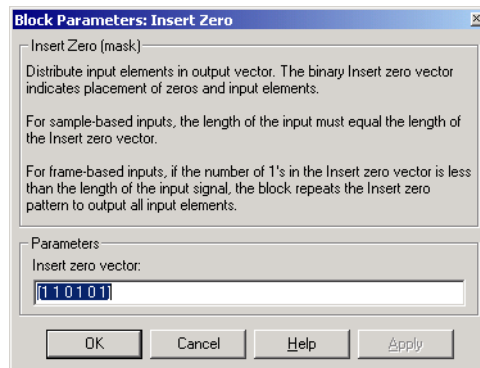 Block Parameters: Insert Zero
Insert Zero (mask)
Distribute input elements in output vector. The binary Insert zero vector
indicates placement of zeros and input elements.
For sample-based inputs, the length of the input must equal the length of
the Insert zero vector.
For frame-based inputs, if the number of 1's in the Insert zero vector is less
than the length of the input signal, the block repeats the Insert zero
pattern to output all input elements.
Parameters
Insert zero vector:
[1 1 0 1 0 1]
OK Cancel Help Apply